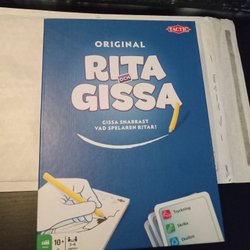 TACTIC
ORIGINAL
RITA
OCH
GISSA
GISSA SNABBAST
VAD SPELAREN RITAR!
10+